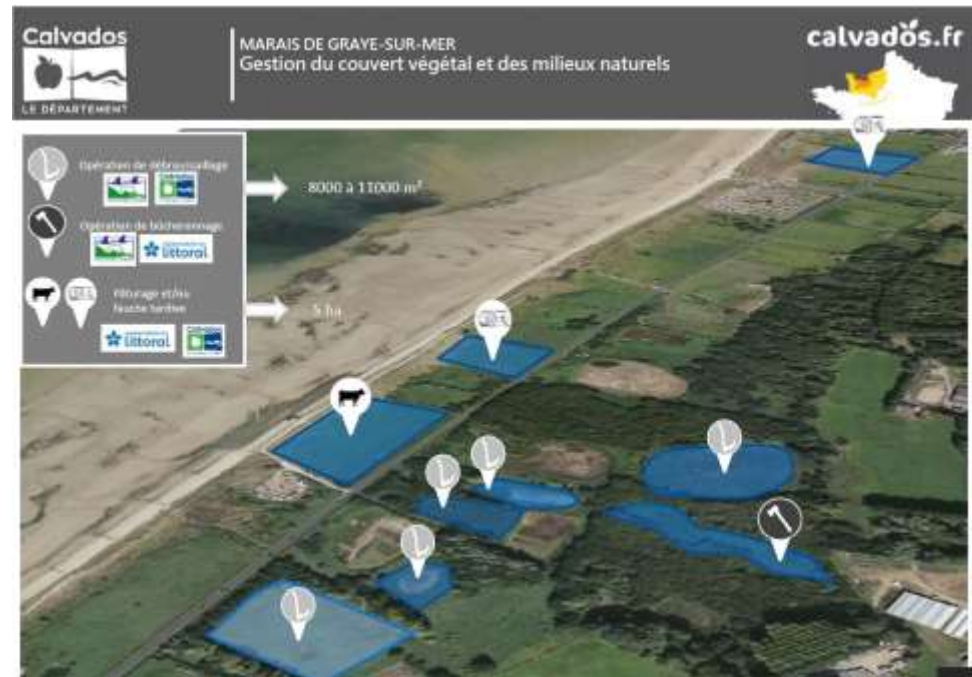 Calvados
LE DÉPARTEMENT
MARAIS DE GRAYE-SUR-MER
Gestion du couvert végétal et des milieux naturels
calvados.fr
Opération de débroussaillage
8000 à 11000 m²
Opération de bûcheronnage
littoral
Pâturage et/ou
fauche tardive
5 ha
littoral